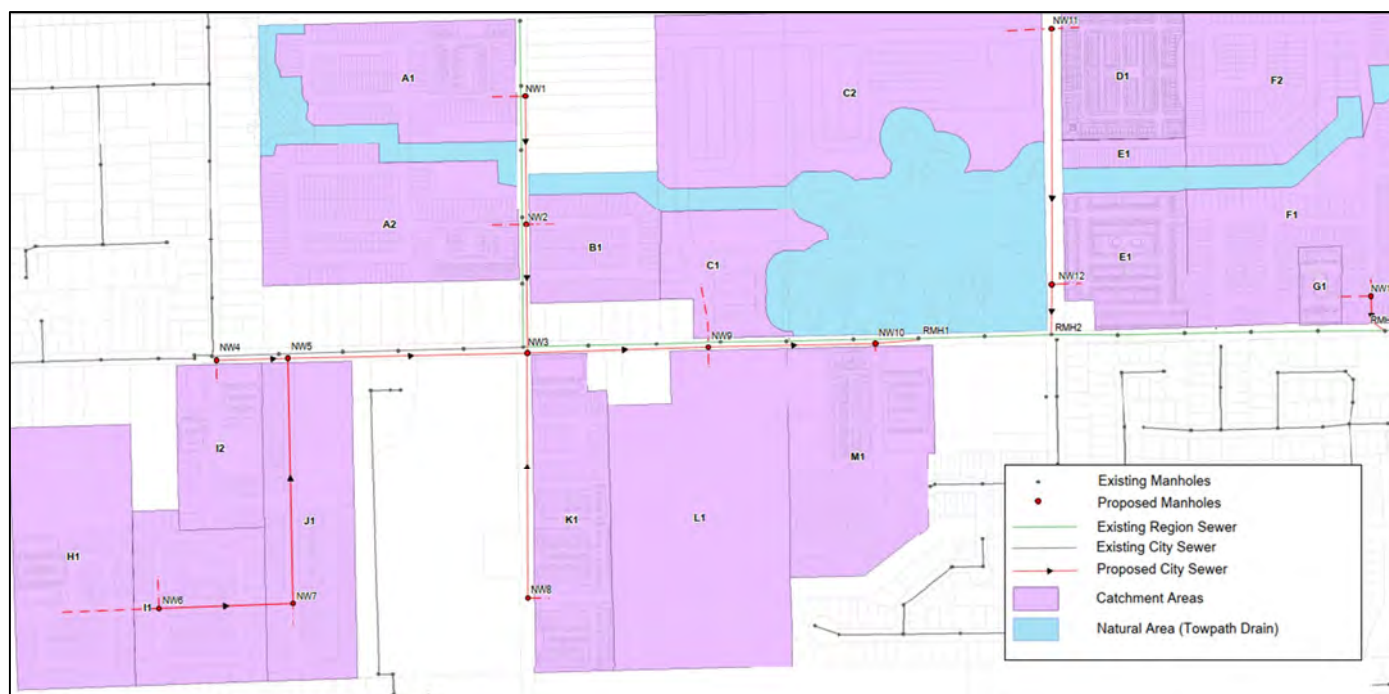 NW11
A1
NW1
C2
D1
F2
E1
A2
NW2
B1
C1
E1
F1
NW12
G1
NW1
RMH
NW4
NW5
NW3
NW9
NW10
RMH1
RMH2
I2
M1
H1
J1
K1
L1
I1
NW6
NW7
NW8
Existing Manholes
Proposed Manholes
Existing Region Sewer
Existing City Sewer
Proposed City Sewer
Catchment Areas
Natural Area (Towpath Drain)